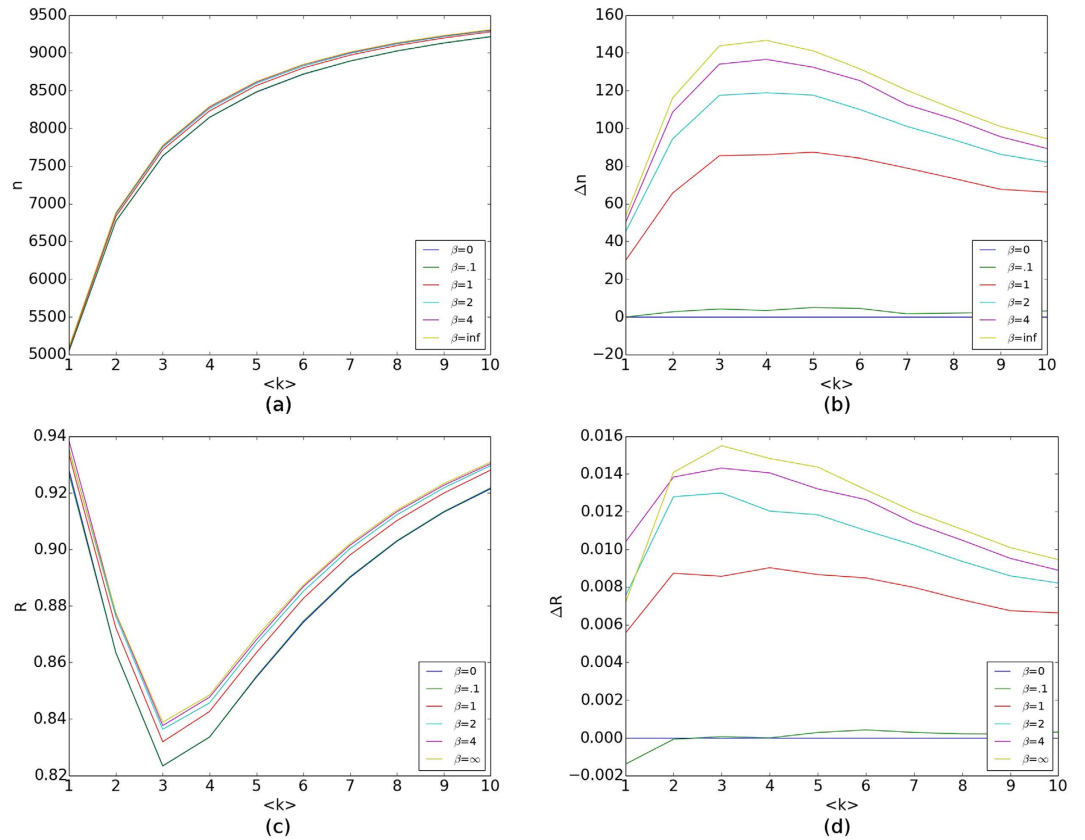 9500
9000
8500
8000
7500
7000
6500
6000
5500
5000
n
1 2 3 4 5 6 7 8 9 10
<k>
(a)
β=0
β=.1
β=1
β=2
β=4
β=inf
160
140
120
100
80
60
40
20
0
−20
Δn
1 2 3 4 5 6 7 8 9 10
<k>
(b)
β=0
β=.1
β=1
β=2
β=4
β=inf
0.94
0.92
0.90
0.88
0.86
0.84
0.82
R
1 2 3 4 5 6 7 8 9 10
<k>
(c)
β=0
β=.1
β=1
β=2
β=4
β=∞
0.016
0.014
0.012
0.010
0.008
0.006
0.004
0.002
0.000
−0.002
ΔR
1 2 3 4 5 6 7 8 9 10
<k>
(d)
β=0
β=.1
β=1
β=2
β=4
β=∞